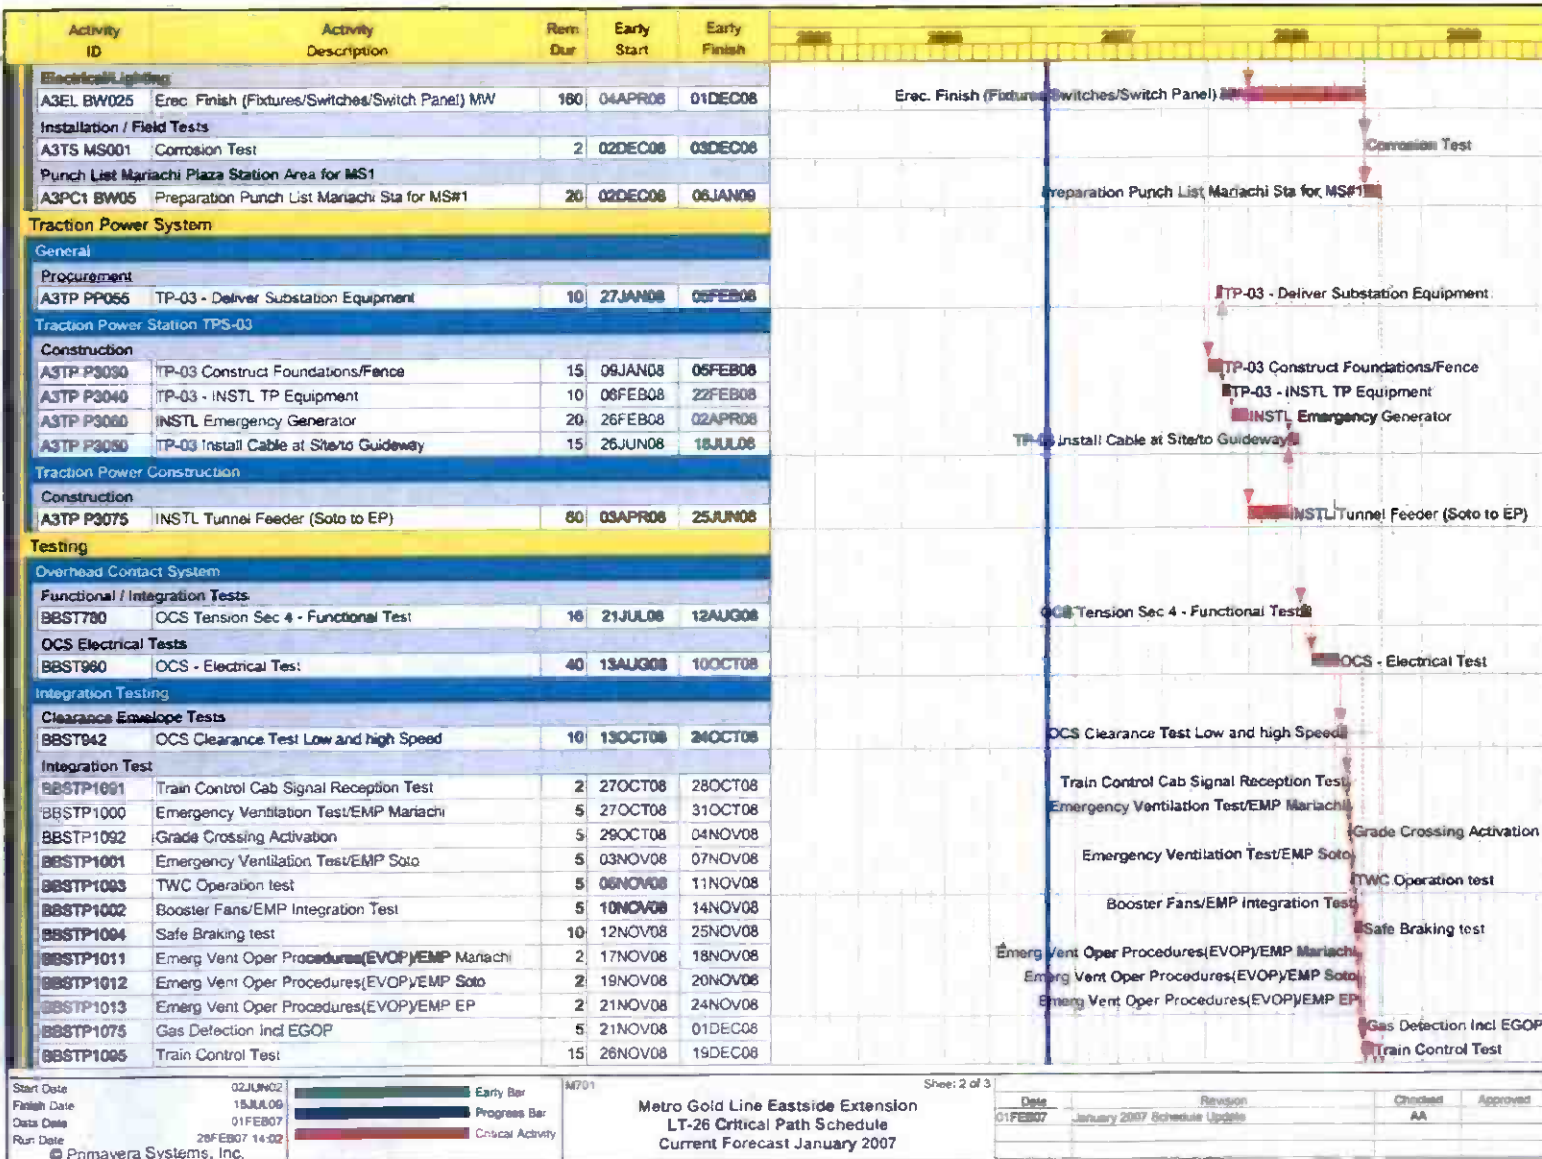 Activity ID Activity Description Rem Dur Early Start Early Finish 2005 2006 2007 2008 2009
Electrical/Lighting
A3EL BW025 Erec. Finish (Fixtures/Switches/Switch Panel) MW 160 04APR08 01DEC08 Erec. Finish (Fixtures/Switches/Switch Panel) MW
Installation / Field Tests
A3TS MS001 Corrosion Test 2 02DEC08 03DEC08 Corrosion Test
Punch List Mariachi Plaza Station Area for MS1
A3PC1 BW05 Preparation Punch List Mariachi Sta for MS#1 20 02DEC08 06JAN09 Preparation Punch List Mariachi Sta for MS#1
Traction Power System
General
Procurement
A3TP PP055 TP-03 - Deliver Substation Equipment 10 27JAN08 05FEB08 TP-03 - Deliver Substation Equipment
Traction Power Station TPS-03
Construction
A3TP P3030 TP-03 Construct Foundations/Fence 15 09JAN08 05FEB08 TP-03 Construct Foundations/Fence
A3TP P3040 TP-03 - INSTL TP Equipment 10 06FEB08 22FEB08 TP-03 - INSTL TP Equipment
A3TP P3060 INSTL Emergency Generator 20 26FEB08 02APR08 INSTL Emergency Generator
A3TP P3050 TP-03 Install Cable at Site/to Guideway 15 26JUN08 18JUL08 TP-03 Install Cable at Site/to Guideway
Traction Power Construction
Construction
A3TP P3075 INSTL Tunnel Feeder (Soto to EP) 60 03APR08 25JUN08 INSTL Tunnel Feeder (Soto to EP)
Testing
Overhead Contact System
Functional / Integration Tests
BBST780 OCS Tension Sec 4 - Functional Test 16 21JUL08 12AUG08 OCS Tension Sec 4 - Functional Test
OCS Electrical Tests
BBST960 OCS - Electrical Test 40 13AUG08 10OCT08 OCS - Electrical Test
Integration Testing
Clearance Envelope Tests
BBST942 OCS Clearance Test Low and high Speed 10 13OCT08 24OCT08 OCS Clearance Test Low and high Speed
Integration Test
BBSTP1091 Train Control Cab Signal Reception Test 2 27OCT08 28OCT08 Train Control Cab Signal Reception Test
BBSTP1000 Emergency Ventilation Test/EMP Mariachi 5 27OCT08 31OCT08 Emergency Ventilation Test/EMP Mariachi
BBSTP1092 Grade Crossing Activation 5 29OCT08 04NOV08 Grade Crossing Activation
BBSTP1001 Emergency Ventilation Test/EMP Soto 5 03NOV08 07NOV08 Emergency Ventilation Test/EMP Soto
BBSTP1093 TWC Operation test 5 05NOV08 11NOV08 TWC Operation test
BBSTP1002 Booster Fans/EMP Integration Test 5 10NOV08 14NOV08 Booster Fans/EMP Integration Test
BBSTP1094 Safe Braking test 10 12NOV08 25NOV08 Safe Braking test
BBSTP1011 Emerg Vent Oper Procedures(EVOP)/EMP Mariachi 2 17NOV08 18NOV08 Emerg Vent Oper Procedures(EVOP)/EMP Mariachi
BBSTP1012 Emerg Vent Oper Procedures(EVOP)/EMP Soto 2 19NOV08 20NOV08 Emerg Vent Oper Procedures(EVOP)/EMP Soto
BBSTP1013 Emerg Vent Oper Procedures(EVOP)/EMP EP 2 21NOV08 24NOV08 Emerg Vent Oper Procedures(EVOP)/EMP EP
BBSTP1075 Gas Detection Incl EGOP 5 21NOV08 01DEC08 Gas Detection Incl EGOP
BBSTP1095 Train Control Test 15 26NOV08 19DEC08 Train Control Test
Start Date 02JUN02
Finish Date 15JUL09
Data Date 01FEB07
Run Date 28FEB07 14:02
© Primavera Systems, Inc.
Early Bar
Progress Bar
Critical Activity
M701
Sheet 2 of 3
Metro Gold Line Eastside Extension
LT-26 Critical Path Schedule
Current Forecast January 2007
Date Revision Checked Approved
01FEB07 January 2007 Schedule Update AA